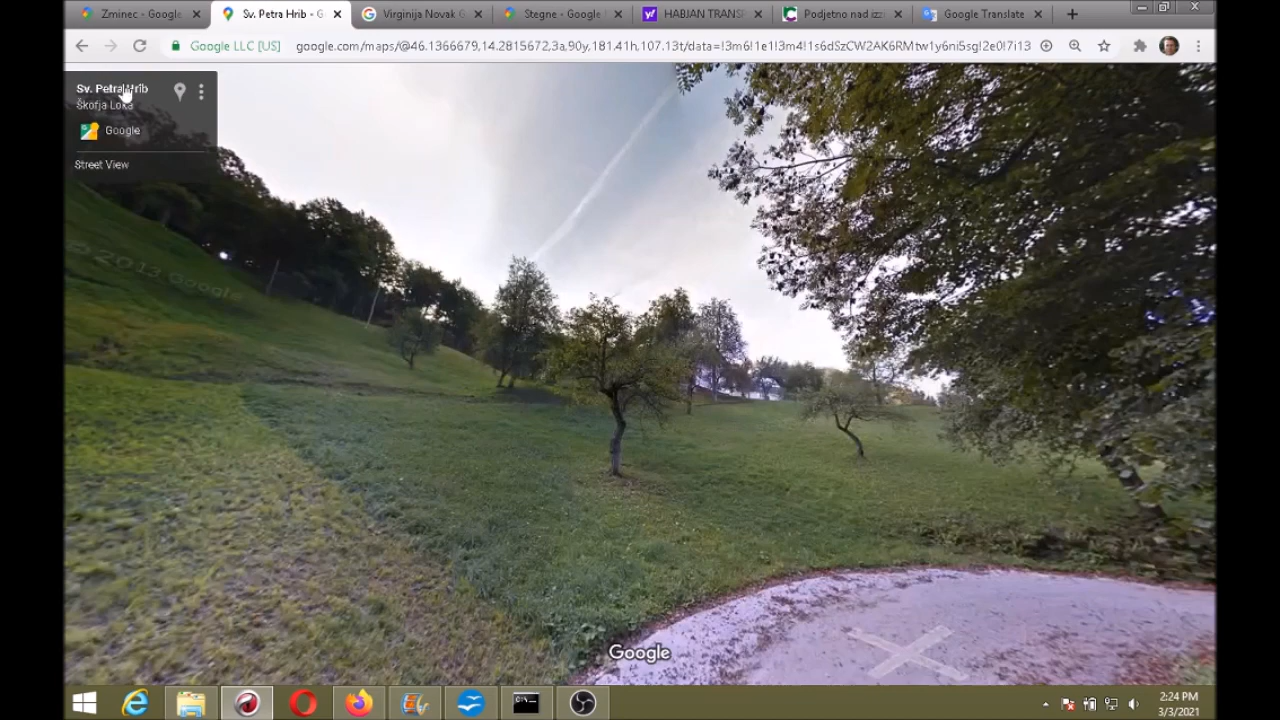 Zminec - Google
Sv. Petra Hrib - G
Virginija Novak G
Stegne - Google
HABJAN TRANSP
Podjetno nad izzi
Google Translate
Google LLC [US]
google.com/maps/@46.1366679,14.2815672,3a,90y,181.41h,107.13t/data=!3m6!1e1!3m4!1s6dSzCW2AK6RMtw1y6ni5sg!2e0!7i13
Sv. Petra Hrib
Škofja Loka
Google
Street View
© 2013 Google
Google
2:24 PM
3/3/2021